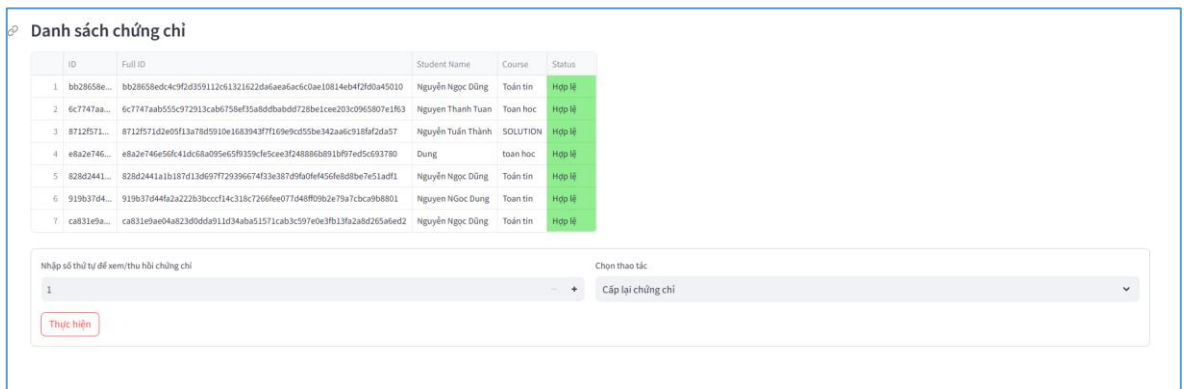 Danh sách chứng chỉ
ID Full ID Student Name Course Status
1 bb28658e... bb28658edc4c9f2d359112c61321622da6aea6ac6c0ae10814eb4f2fd0a45010 Nguyễn Ngọc Dũng Toán tin Hợp lệ
2 6c7747aa... 6c7747aab555c972913cab6758ef35a8ddbabdd728be1cee203c0965807e1f63 Nguyen Thanh Tuan Toan hoc Hợp lệ
3 8712f571... 8712f571d2e05f13a78d5910e1683943f7f169e9cd55be342aa6c918faf2da57 Nguyễn Tuấn Thành SOLUTION Hợp lệ
4 e8a2e746... e8a2e746e56fc41dc68a095e65f9359cfe5cee3f248886b891bf97ed5c693780 Dung toan hoc Hợp lệ
5 828d2441... 828d2441a1b187d13d697f729396674f33e387d9fa0fef456fe8d8be7e51adf1 Nguyễn Ngọc Dũng Toán tin Hợp lệ
6 919b37d4... 919b37d44fa2a222b3bcccf14c318c7266fee077d48ff09b2e79a7cbca9b8801 Nguyen NGoc Dung Toan tin Hợp lệ
7 ca831e9a... ca831e9ae04a823d0dda911d34aba51571cab3c597e0e3fb13fa2a8d265a6ed2 Nguyễn Ngọc Dũng Toán tin Hợp lệ
Nhập số thứ tự để xem/thu hồi chứng chỉ Chọn thao tác
1 − + Cấp lại chứng chỉ
Thực hiện